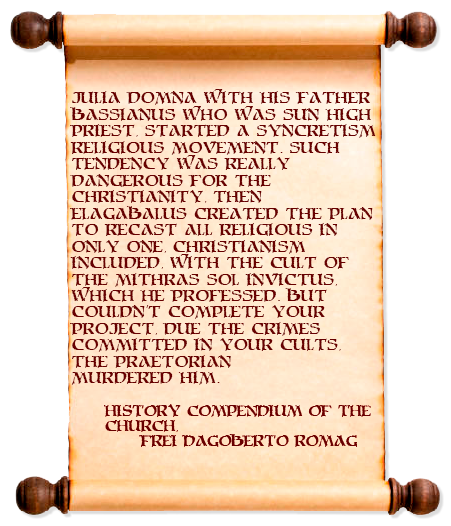 JULIA DOMNA WITH HIS FATHER
BASSIANUS WHO WAS SUN HIGH
PRIEST, STARTED A SYNCRETISM
RELIGIOUS MOVEMENT. SUCH
TENDENCY WAS REALLY
DANGEROUS FOR THE
CHRISTIANITY. THEN
ELAGABALUS CREATED THE PLAN
TO RECAST ALL RELIGIOUS IN
ONLY ONE, CHRISTIANISM
INCLUDED, WITH THE CULT OF
THE MITHRAS SOL INVICTUS,
WHICH HE PROFESSED. BUT
COULDN'T COMPLETE YOUR
PROJECT, DUE THE CRIMES
COMMITTED IN YOUR CULTS,
THE PRAETORIAN
MURDERED HIM.
HISTORY COMPENDIUM OF THE
CHURCH,
FREI DAGOBERTO ROMAG